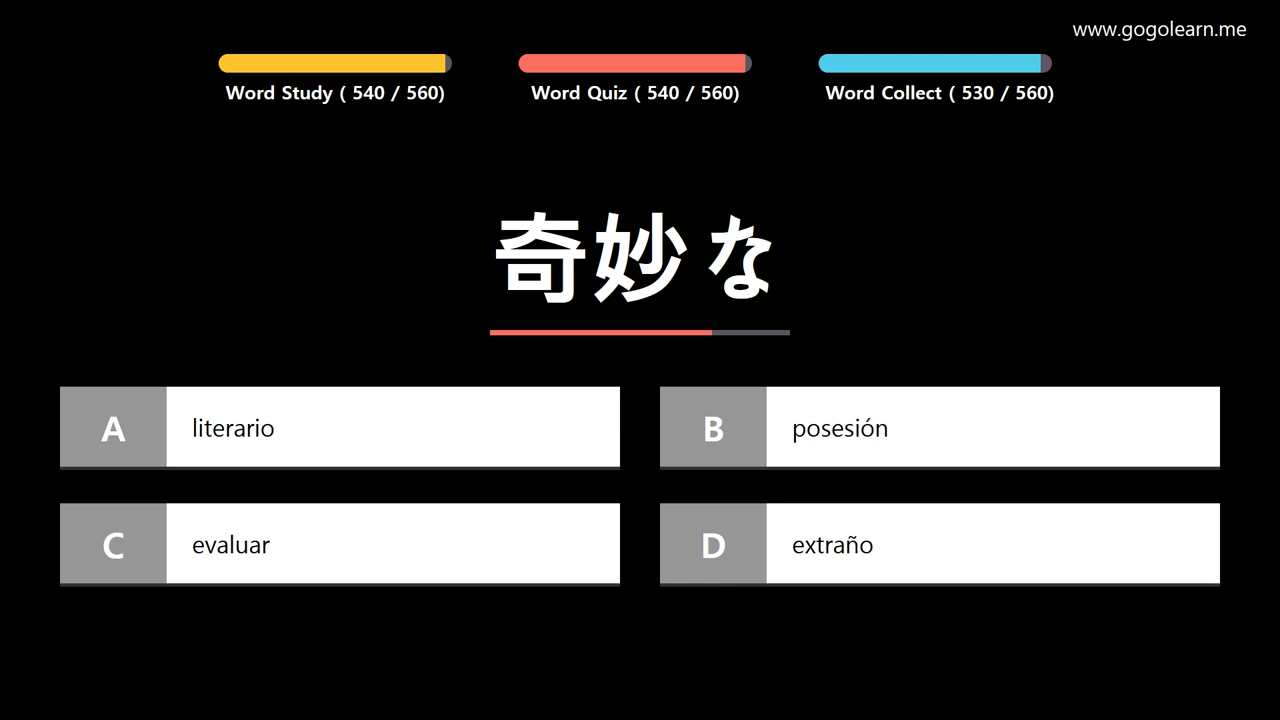 www.gogolearn.me
Word Study ( 540 / 560)
Word Quiz ( 540 / 560)
Word Collect ( 530 / 560)
奇妙な
A literario
B posesión
C evaluar
D extraño